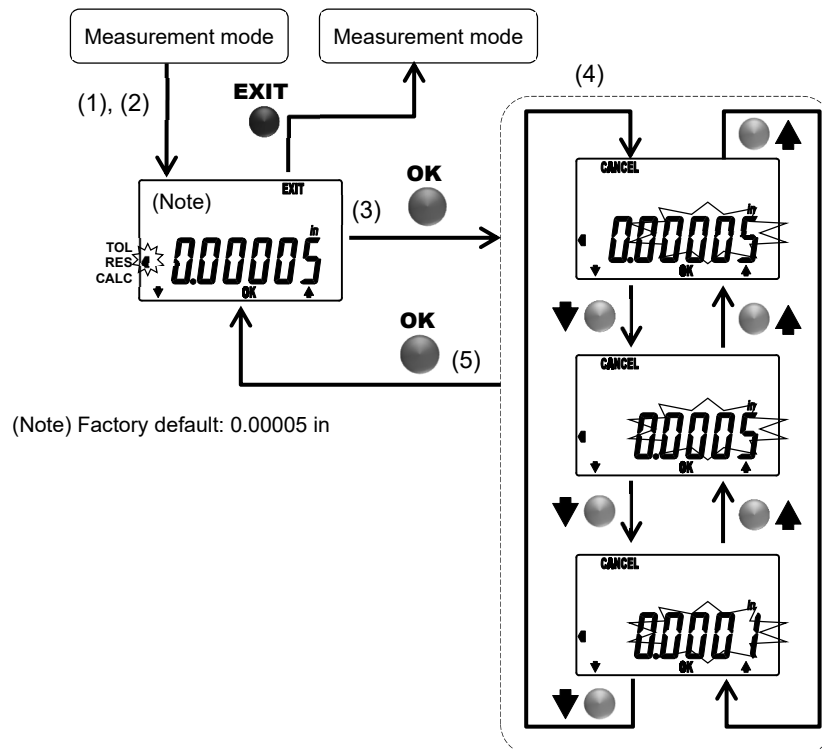 Measurement mode
Measurement mode
(4)
(1), (2)
EXIT
EXIT
(Note)
in
TOL
RES
CALC
0.00005
OK
(3)
OK
OK
(5)
(Note) Factory default: 0.00005 in
CANCEL
in
0.00005
OK
CANCEL
in
0.0005
OK
CANCEL
in
0.0001
OK